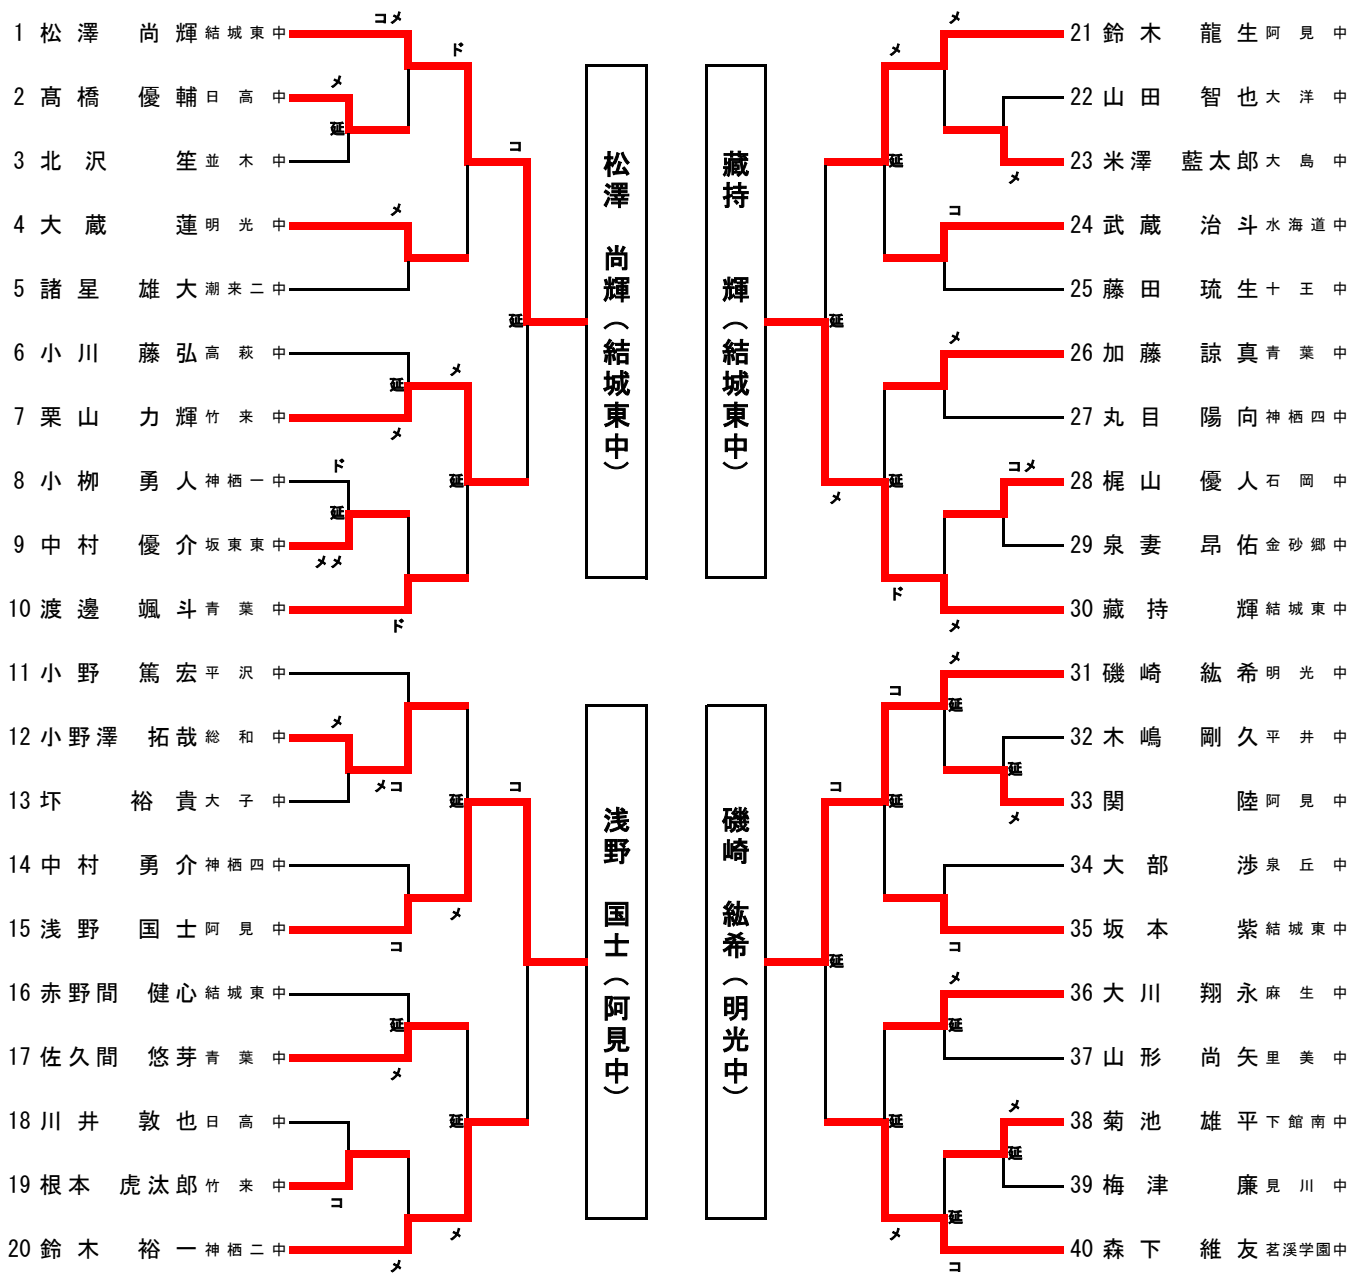 1 松澤 尚輝 結城東中
2 髙橋 優輔 日高中
3 北沢 笙 並木中
4 大蔵 蓮 明光中
5 諸星 雄大 潮来二中
6 小川 藤弘 高萩中
7 栗山 力輝 竹来中
8 小栁 勇人 神栖一中
9 中村 優介 坂東東中
10 渡邊 颯斗 青葉中
11 小野 篤宏 平沢中
12 小野澤 拓哉 総和中
13 圷 裕貴 大子中
14 中村 勇介 神栖四中
15 浅野 国士 阿見中
16 赤野間 健心 結城東中
17 佐久間 悠芽 青葉中
18 川井 敦也 日高中
19 根本 虎汰郎 竹来中
20 鈴木 裕一 神栖二中
コメ
ド
メ
延
コ
メ
延
メ
延
メ
ド
延
延
メメ
ド
メ
メコ
延
コ
メ
コ
延
メ
延
コ
メ
メ
松澤 尚輝（結城東中）
浅野 国士（阿見中）
藏持 輝（結城東中）
磯崎 紘希（明光中）
メ
メ
延
メ
コ
延
メ
コメ
延
メ
ド
メ
メ
コ
延
延
コ
延
メ
延
コ
メ
延
メ
延
延
延
メ
コ
21 鈴木 龍生 阿見中
22 山田 智也 大洋中
23 米澤 藍太郎 大島中
24 武蔵 治斗 水海道中
25 藤田 琉生 十王中
26 加藤 諒真 青葉中
27 丸目 陽向 神栖四中
28 梶山 優人 石岡中
29 泉妻 昂佑 金砂郷中
30 藏持 輝 結城東中
31 磯崎 紘希 明光中
32 木嶋 剛久 平井中
33 関 陸 阿見中
34 大部 渉 泉丘中
35 坂本 紫 結城東中
36 大川 翔永 麻生中
37 山形 尚矢 里美中
38 菊池 雄平 下館南中
39 梅津 廉 見川中
40 森下 維友 茗溪学園中